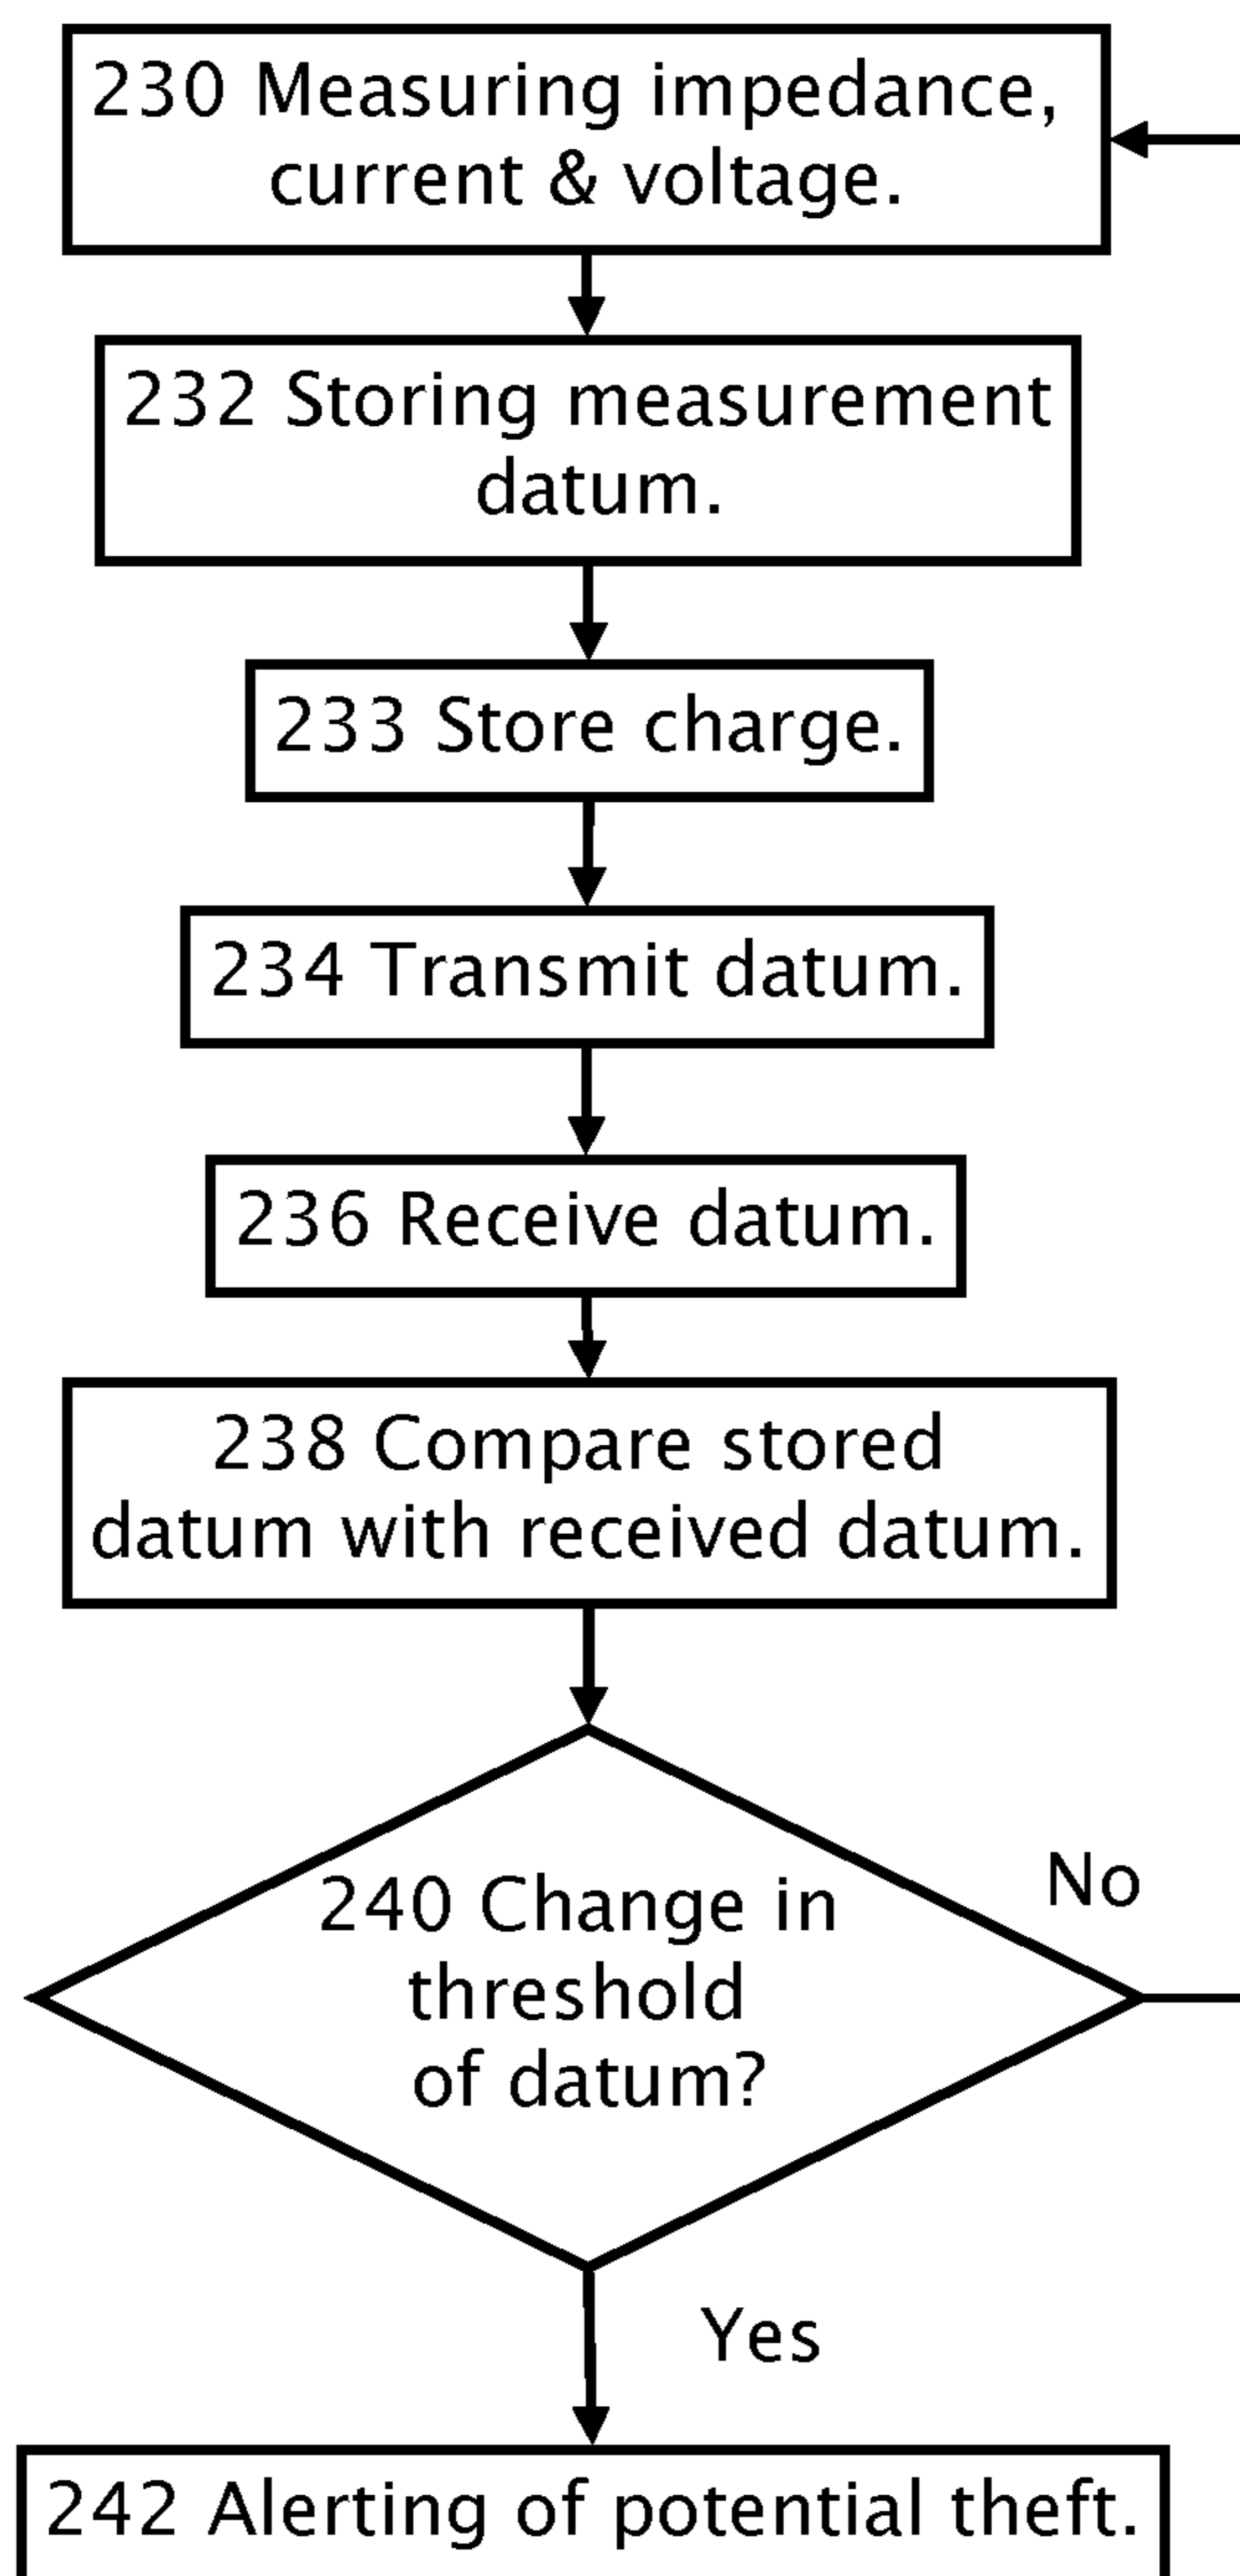 230 Measuring impedance,
current & voltage.
232 Storing measurement
datum.
233 Store charge.
234 Transmit datum.
236 Receive datum.
238 Compare stored
datum with received datum.
240 Change in
threshold
of datum?
No
Yes
242 Alerting of potential theft.